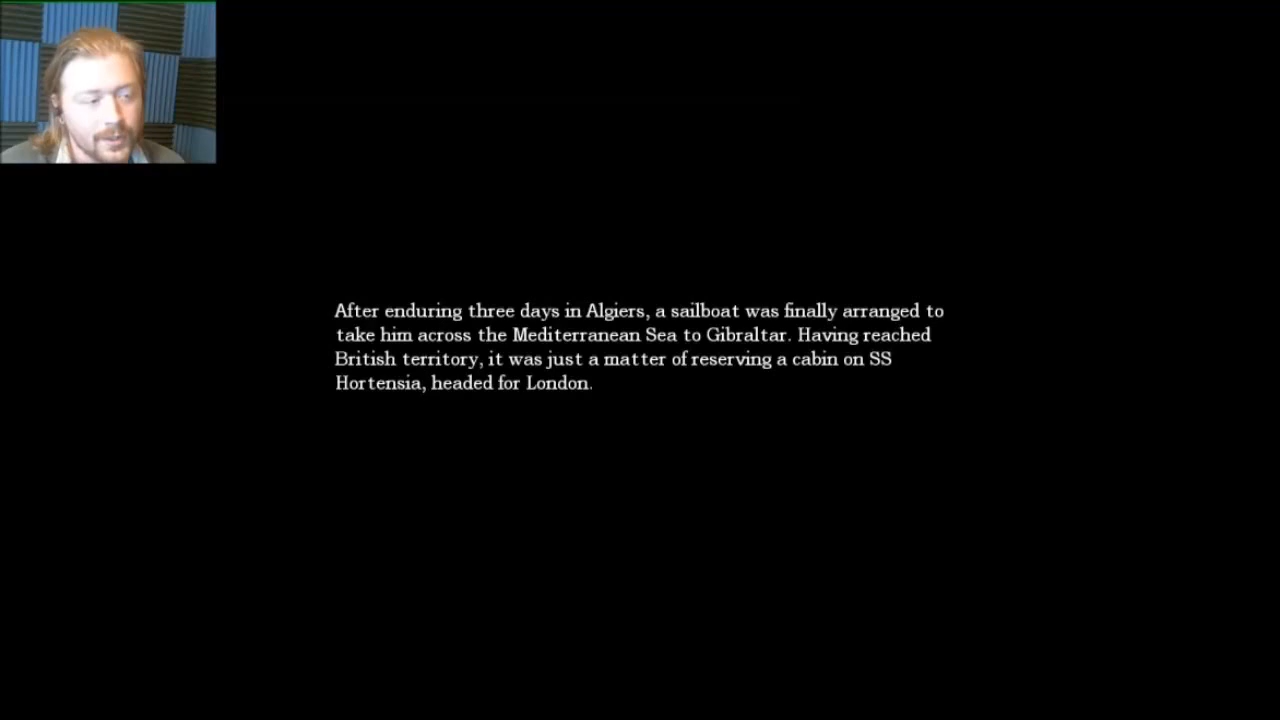 After enduring three days in Algiers, a sailboat was finally arranged to
take him across the Mediterranean Sea to Gibraltar. Having reached
British territory, it was just a matter of reserving a cabin on SS
Hortensia, headed for London.